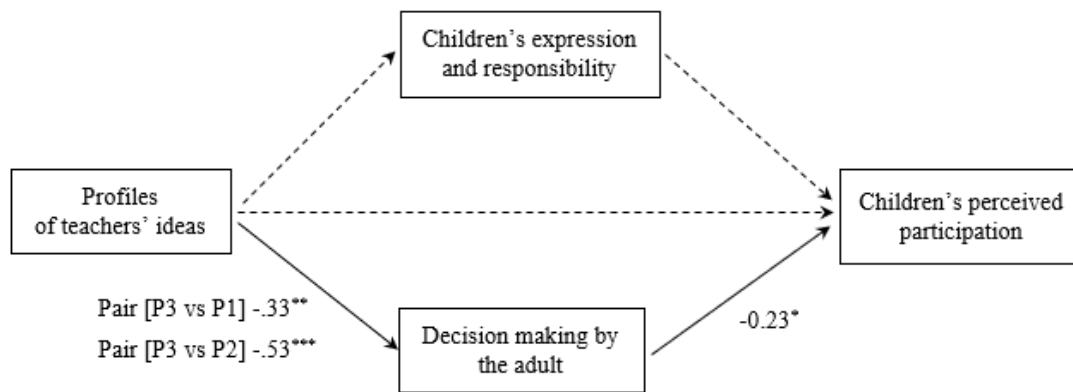 Children’s expression
and responsibility
Profiles
of teachers’ ideas
Children’s perceived
participation
Pair [P3 vs P1] -.33**
Pair [P3 vs P2] -.53***
Decision making by
the adult
-0.23*